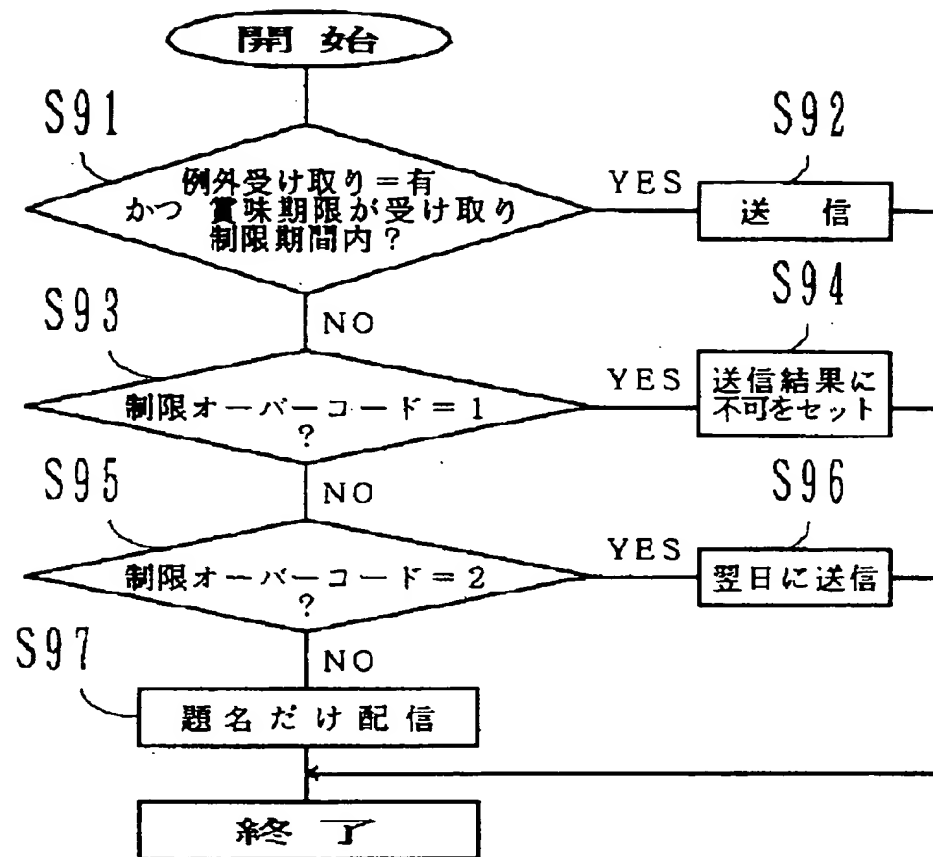 開始
S91
例外受け取り＝有
かつ 賞味期限が受け取り
制限期間内？
YES
S92
送信
NO
S93
制限オーバーコード＝1
？
YES
S94
送信結果に
不可をセット
NO
S95
制限オーバーコード＝2
？
YES
S96
翌日に送信
NO
S97
題名だけ配信
終了